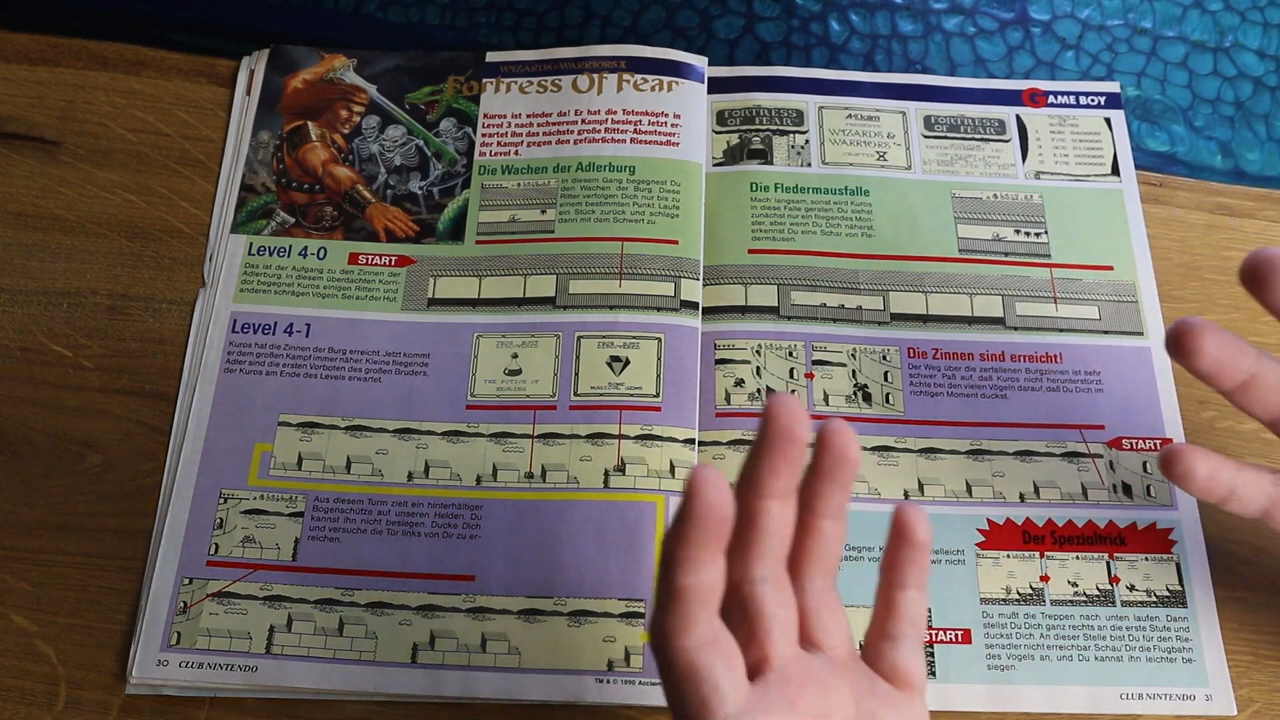 WIZARDS & WARRIORS X
Fortress Of Fear
Kuros ist wieder da! Er hat die Totenköpfe in
Level 3 nach schwerem Kampf besiegt. Jetzt er-
wartet ihn das nächste große Ritter-Abenteuer:
der Kampf gegen den gefährlichen Riesenadler
in Level 4.
Die Wachen der Adlerburg
In diesem Gang begegnest Du
den Wachen der Burg. Diese
Ritter verfolgen Dich nur bis zu
einem bestimmten Punkt. Laufe
ein Stück zurück und schlage
dann mit dem Schwert zu.
Level 4-0
START
Das ist der Aufgang zu den Zinnen der
Adlerburg. In diesem überdachten Korri-
dor begegnet Kuros einigen Rittern und
anderen schrägen Vögeln. Sei auf der Hut.
Level 4-1
Kuros hat die Zinnen der Burg erreicht. Jetzt kommt
er dem großen Kampf immer näher. Kleine fliegende
Adler sind die ersten Vorboten des großen Bruders,
der Kuros am Ende des Levels erwartet.
THE POTION OF
HEALING
SOME
MAGICAL GEMS
Aus diesem Turm zielt ein hinterhältiger
Bogenschütze auf unseren Helden. Du
kannst ihn nicht besiegen. Ducke Dich
und versuche die Tür links von Dir zu er-
reichen.
30 CLUB NINTENDO
TM & © 1990 Acclaim
GAME BOY
FORTRESS
OF FEAR
Akklaim
PRESENTS
WIZARDS &
WARRIORS™
CHAPTER
X
FORTRESS
OF FEAR
Die Fledermausfalle
Mach' langsam, sonst wird Kuros
in diese Falle geraten. Du siehst
zunächst nur ein fliegendes Mon-
ster, aber wenn Du Dich näherst,
erkennst Du eine Schar von Fle-
dermäusen.
Die Zinnen sind erreicht!
Der Weg über die zerfallenen Burgzinnen ist sehr
schwer. Paß auf, daß Kuros nicht herunterstürzt.
Achte bei den vielen Vögeln darauf, daß Du Dich im
richtigen Moment duckst.
START
Gegner.
vielleicht
wir nicht
START
Der Spezialtrick
Du mußt die Treppen nach unten laufen. Dann
stellst Du Dich ganz rechts an die erste Stufe und
duckst Dich. An dieser Stelle bist Du für den Rie-
senadler nicht erreichbar. Schau' Dir die Flugbahn
des Vogels an, und Du kannst ihn leichter be-
siegen.
CLUB NINTENDO 31